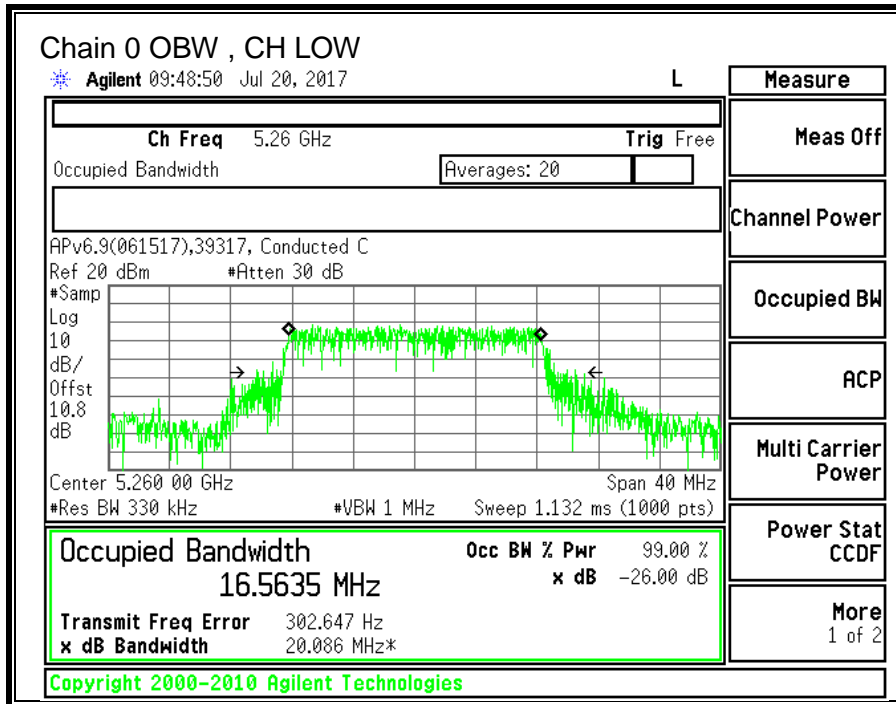 Chain 0 OBW , CH LOW
Agilent 09:48:50 Jul 20, 2017 L
Measure
Ch Freq 5.26 GHz Trig Free
Occupied Bandwidth Averages: 20
APv6.9(061517),39317, Conducted C
Ref 20 dBm #Atten 30 dB
#Samp
Log
10
dB/
Offst
10.8
dB
Center 5.260 00 GHz Span 40 MHz
#Res BW 330 kHz #VBW 1 MHz Sweep 1.132 ms (1000 pts)
Occupied Bandwidth Occ BW % Pwr 99.00 %
16.5635 MHz x dB -26.00 dB
Transmit Freq Error 302.647 Hz
x dB Bandwidth 20.086 MHz*
Copyright 2000-2010 Agilent Technologies
Meas Off
Channel Power
Occupied BW
ACP
Multi Carrier
Power
Power Stat
CCDF
More
1 of 2